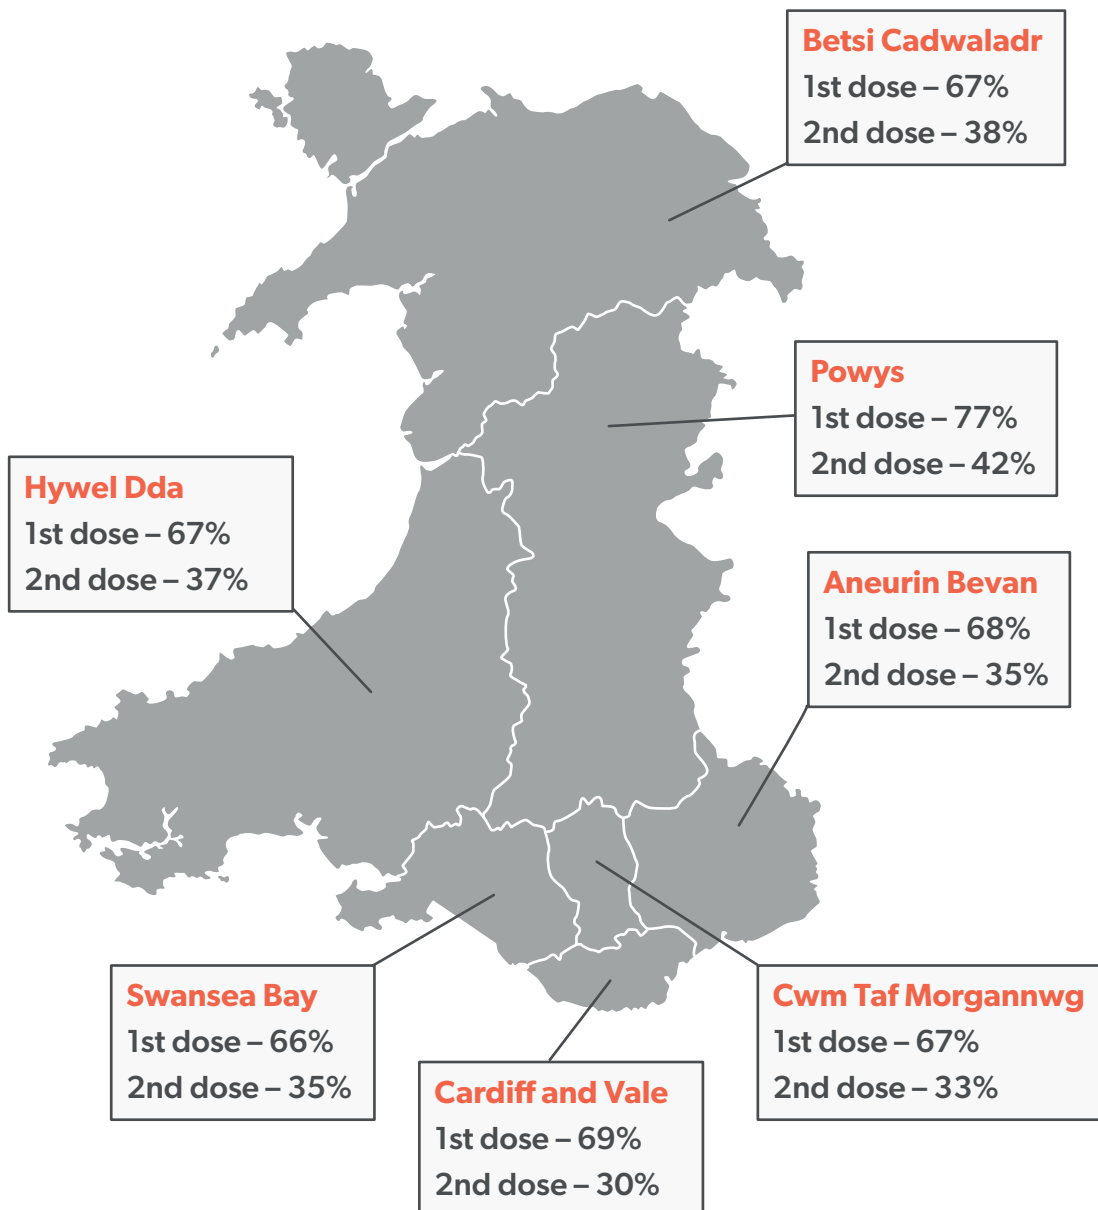 Betsi Cadwaladr
1st dose – 67%
2nd dose – 38%
Powys
1st dose – 77%
2nd dose – 42%
Hywel Dda
1st dose – 67%
2nd dose – 37%
Aneurin Bevan
1st dose – 68%
2nd dose – 35%
Swansea Bay
1st dose – 66%
2nd dose – 35%
Cardiff and Vale
1st dose – 69%
2nd dose – 30%
Cwm Taf Morgannwg
1st dose – 67%
2nd dose – 33%